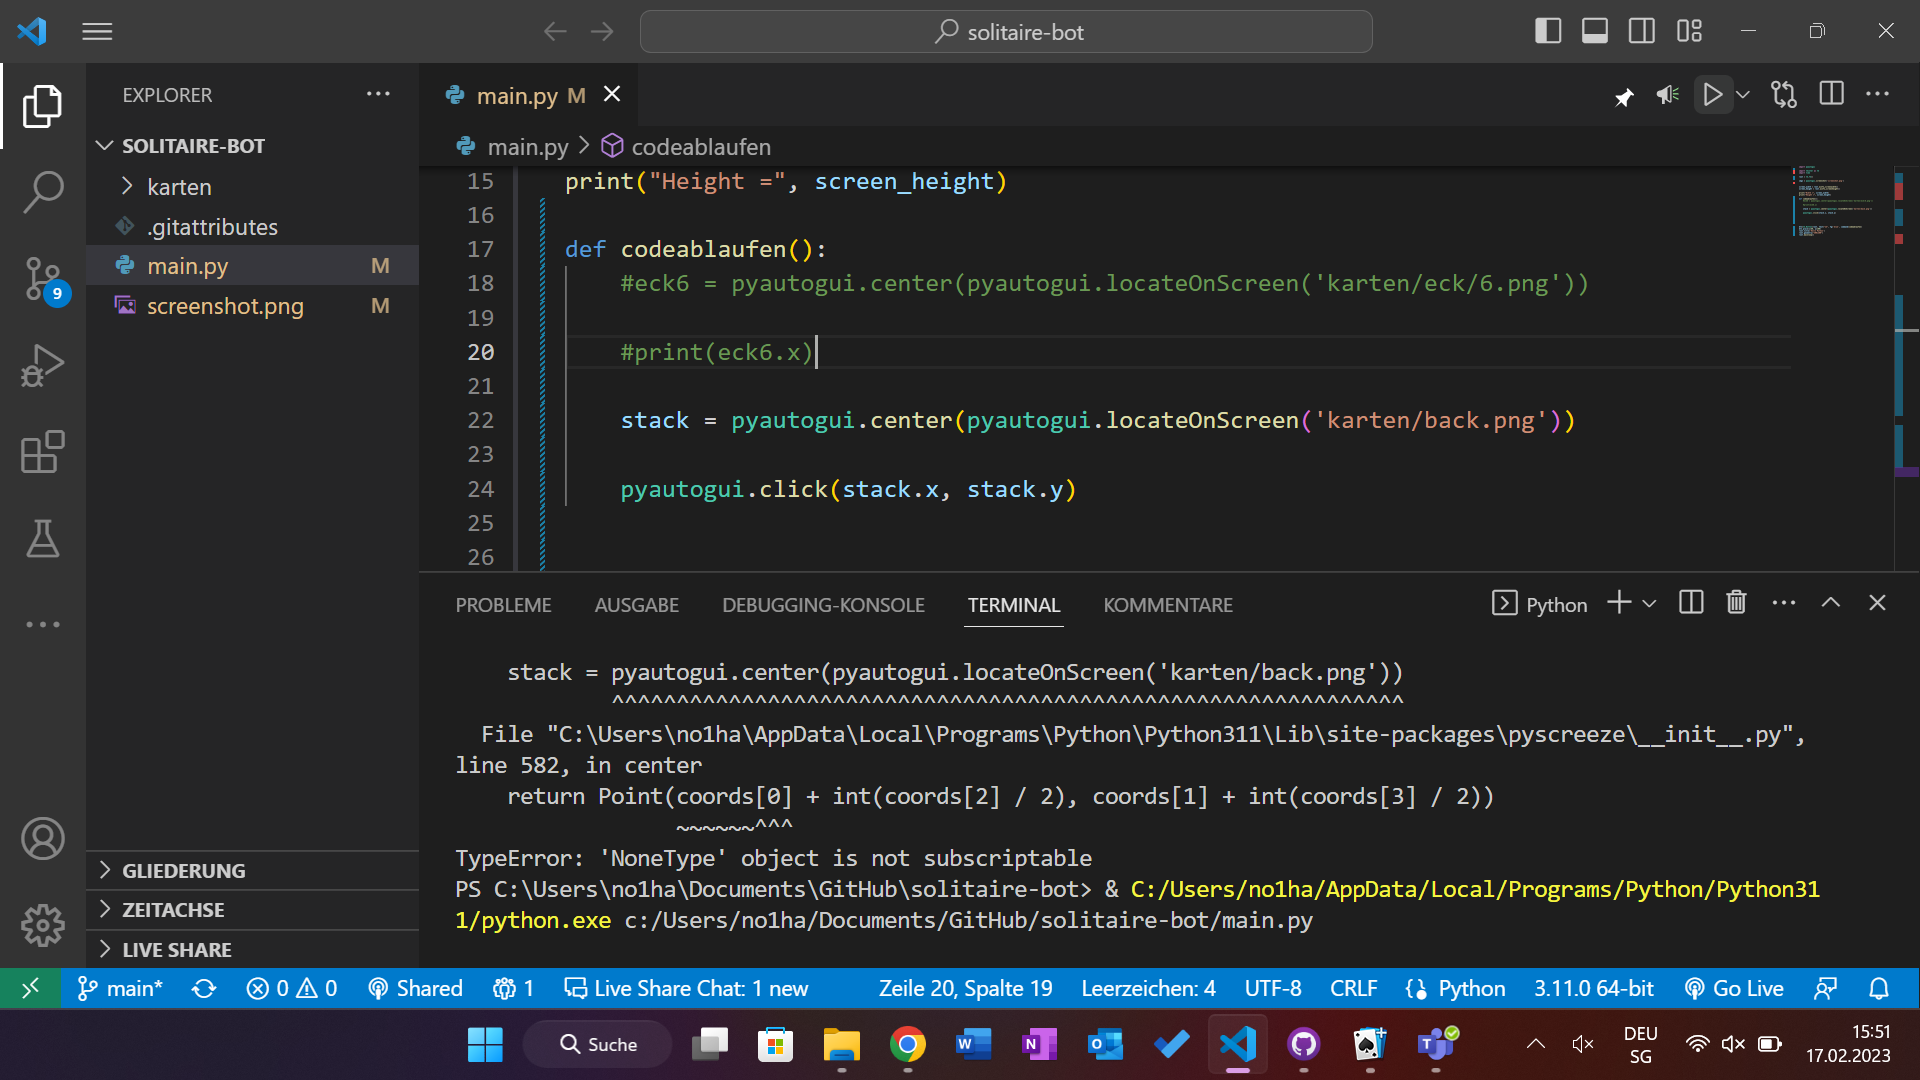 solitaire-bot
EXPLORER
main.py M
SOLITAIRE-BOT
main.py > codeablaufen
karten
.gitattributes
main.py M
screenshot.png M
9
15 print("Height =", screen_height)
16
17 def codeablaufen():
18 #eck6 = pyautogui.center(pyautogui.locateOnScreen('karten/eck/6.png'))
19
20 #print(eck6.x)
21
22 stack = pyautogui.center(pyautogui.locateOnScreen('karten/back.png'))
23
24 pyautogui.click(stack.x, stack.y)
25
26
PROBLEME AUSGABE DEBUGGING-KONSOLE TERMINAL KOMMENTARE Python
stack = pyautogui.center(pyautogui.locateOnScreen('karten/back.png'))
^^^^^^^^^^^^^^^^^^^^^^^^^^^^^^^^^^^^^^^^^^^^^^^^^^^^^^^^^^^^^
File "C:\Users\no1ha\AppData\Local\Programs\Python\Python311\Lib\site-packages\pyscreeze\__init__.py",
line 582, in center
return Point(coords[0] + int(coords[2] / 2), coords[1] + int(coords[3] / 2))
~~~~~~^^^
TypeError: 'NoneType' object is not subscriptable
PS C:\Users\no1ha\Documents\GitHub\solitaire-bot> & C:/Users/no1ha/AppData/Local/Programs/Python/Python31
1/python.exe c:/Users/no1ha/Documents/GitHub/solitaire-bot/main.py
GLIEDERUNG
ZEITACHSE
LIVE SHARE
main* 0 0 Shared 1 Live Share Chat: 1 new Zeile 20, Spalte 19 Leerzeichen: 4 UTF-8 CRLF Python 3.11.0 64-bit Go Live
Suche
DEU
SG
15:51
17.02.2023